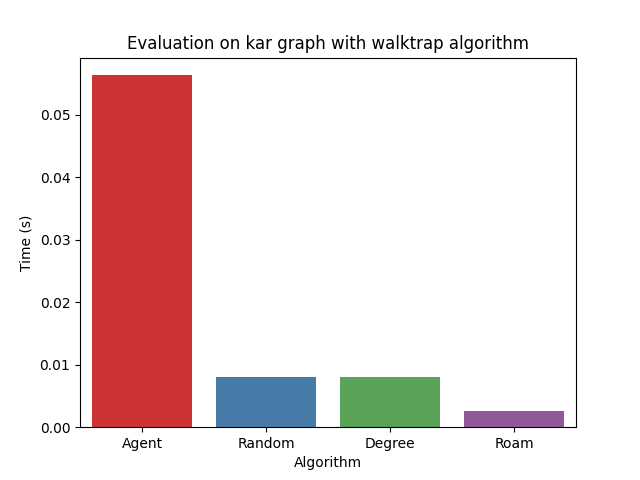 Evaluation on kar graph with walktrap algorithm
Time (s)
0.05
0.04
0.03
0.02
0.01
0.00
Agent Random Degree Roam
Algorithm